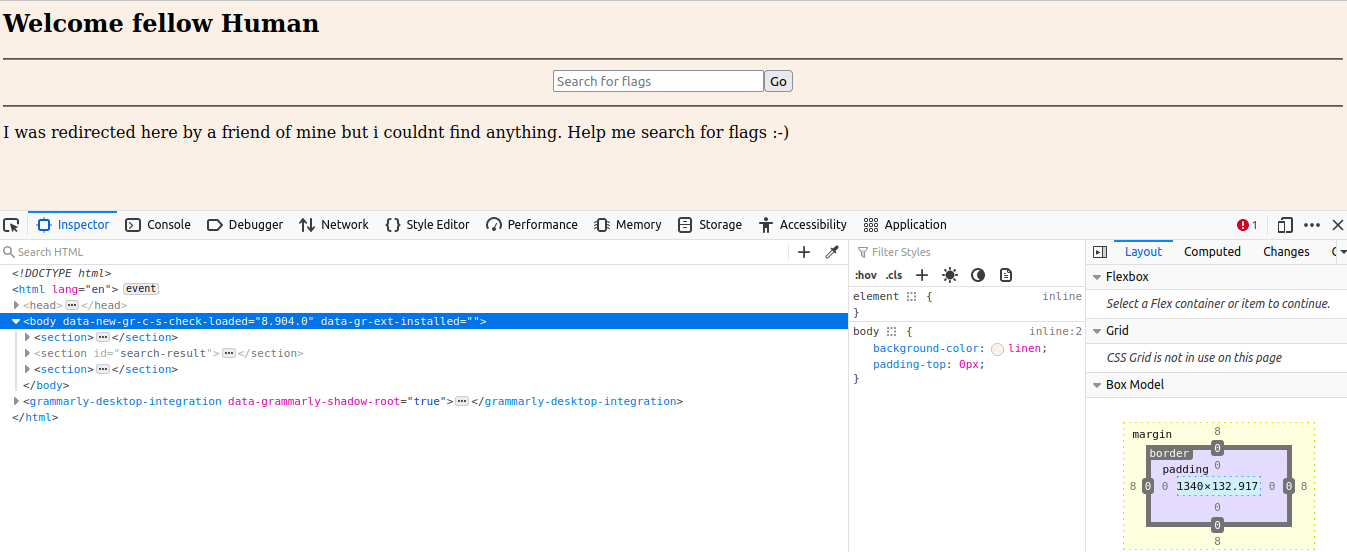 Welcome fellow Human
Search for flags Go
I was redirected here by a friend of mine but i couldnt find anything. Help me search for flags :-)
Inspector Console Debugger Network Style Editor Performance Memory Storage Accessibility Application 1
Search HTML
<!DOCTYPE html>
<html lang="en"> event
<head> </head>
<body data-new-gr-c-s-check-loaded="8.904.0" data-gr-ext-installed="">
<section> </section>
<section id="search-result"> </section>
<section> </section>
</body>
<grammarly-desktop-integration data-grammarly-shadow-root="true"> </grammarly-desktop-integration>
</html>
Filter Styles
:hov .cls
element { inline
}
body { inline:2
background-color: linen;
padding-top: 0px;
}
Layout Computed Changes
Flexbox
Select a Flex container or item to continue.
Grid
CSS Grid is not in use on this page
Box Model
margin 8
border 0
padding 0
8 0 0 1340×132.917 0 0 8
0
0
8